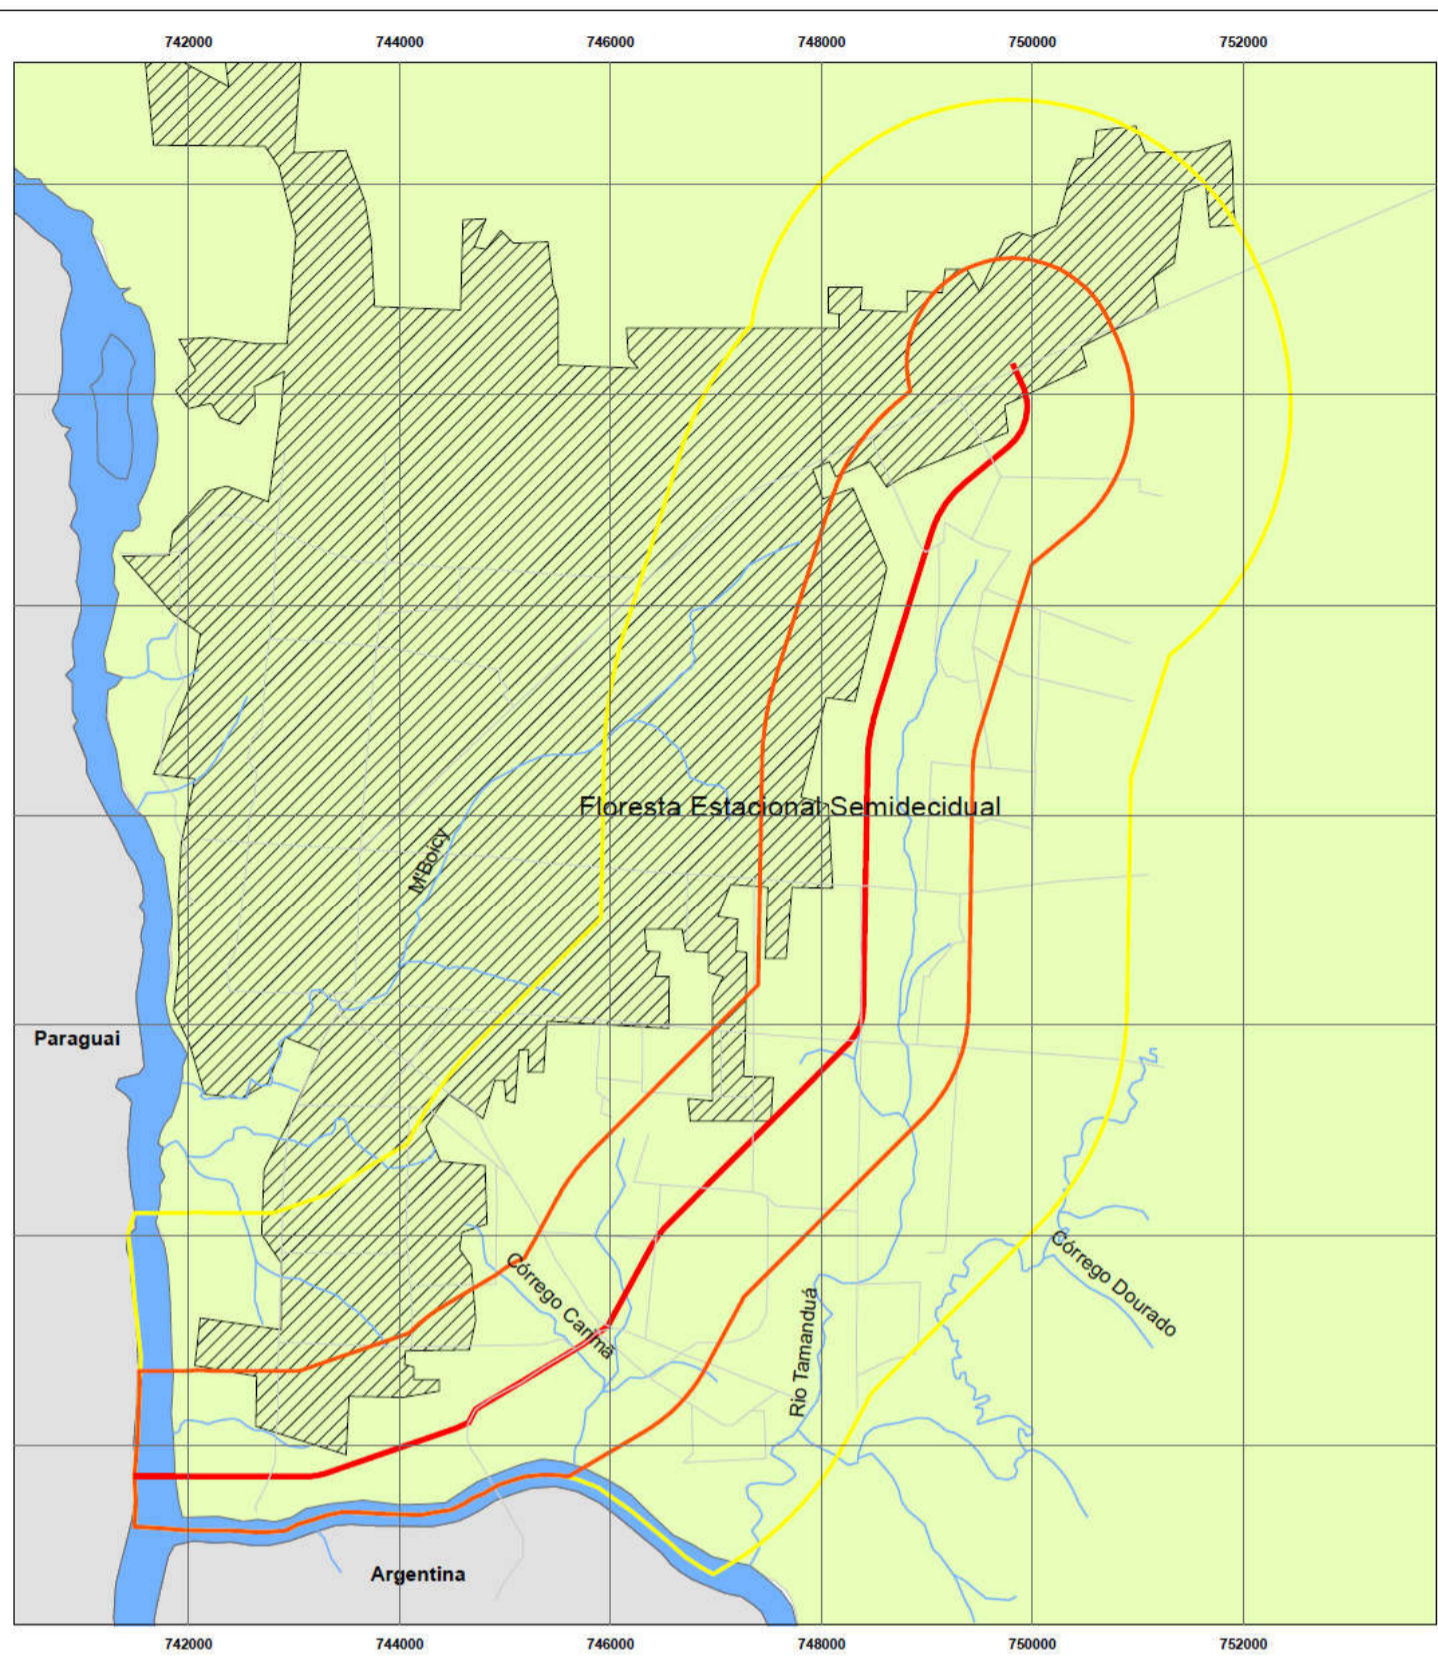 742000 744000 746000 748000 750000 752000
Floresta Estacional Semidecidual
M'Boicy
Paraguai
Córrego Carimã
Córrego Dourado
Rio Tamanduá
Argentina
742000 744000 746000 748000 750000 752000